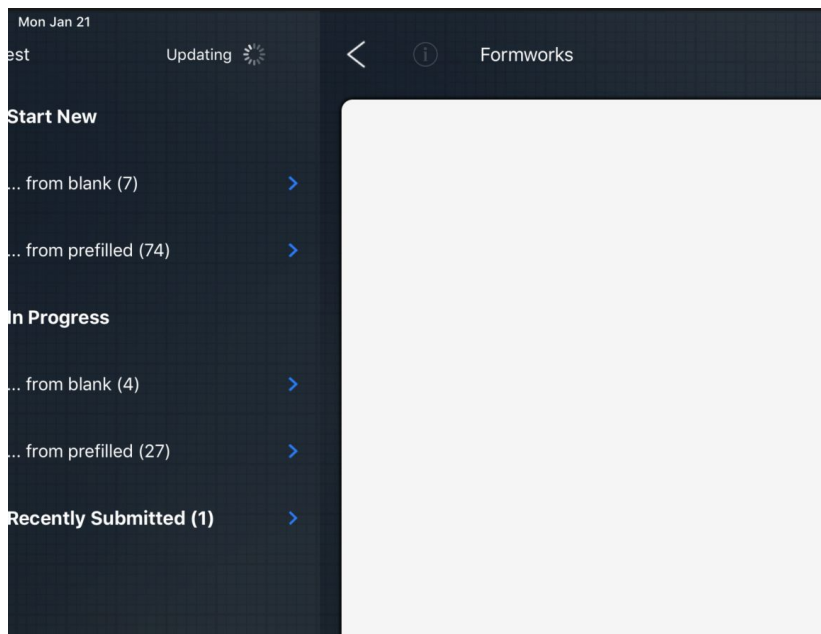 Mon Jan 21
est
Updating
Formworks
Start New
... from blank (7)
... from prefilled (74)
In Progress
... from blank (4)
... from prefilled (27)
Recently Submitted (1)